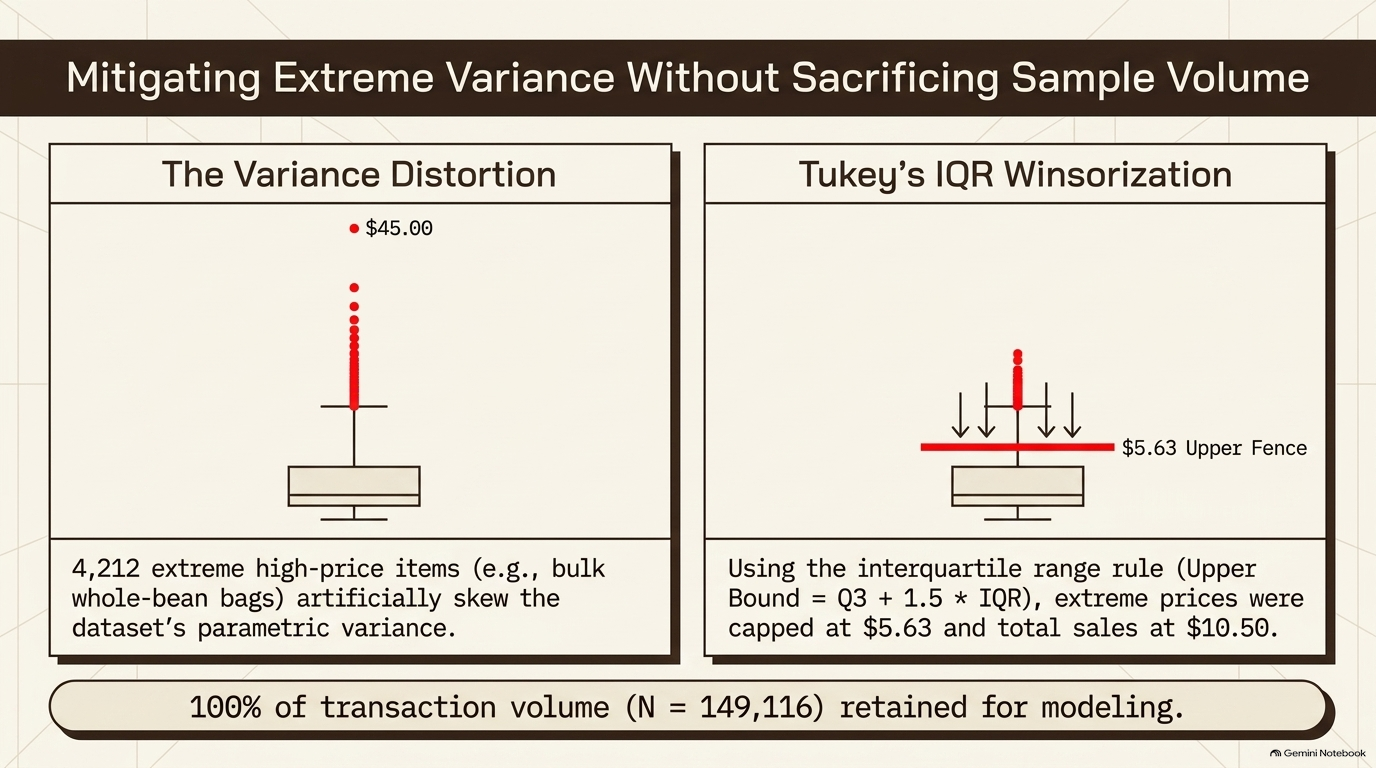 Mitigating Extreme Variance Without Sacrificing Sample Volume
The Variance Distortion
$45.00
4,212 extreme high-price items (e.g., bulk
whole-bean bags) artificially skew the
dataset's parametric variance.
Tukey's IQR Winsorization
$5.63 Upper Fence
Using the interquartile range rule (Upper
Bound = Q3 + 1.5 * IQR), extreme prices were
capped at $5.63 and total sales at $10.50.
100% of transaction volume (N = 149,116) retained for modeling.
Gemini Notebook